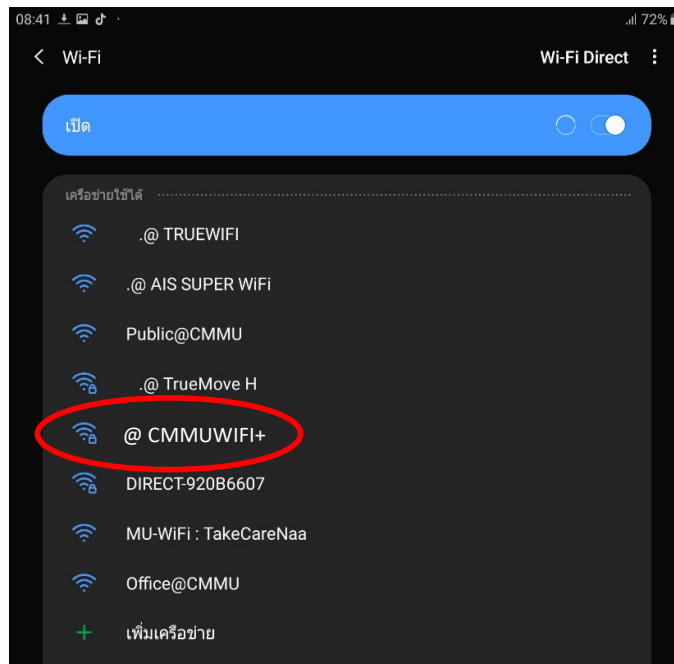 08:41
72%
Wi-Fi
Wi-Fi Direct
เปิด
เครือข่ายใช้ได้
.@ TRUEWIFI
.@ AIS SUPER WiFi
Public@CMMU
.@ TrueMove H
@ CMMUWIFI+
DIRECT-920B6607
MU-WiFi : TakeCareNaa
Office@CMMU
เพิ่มเครือข่าย